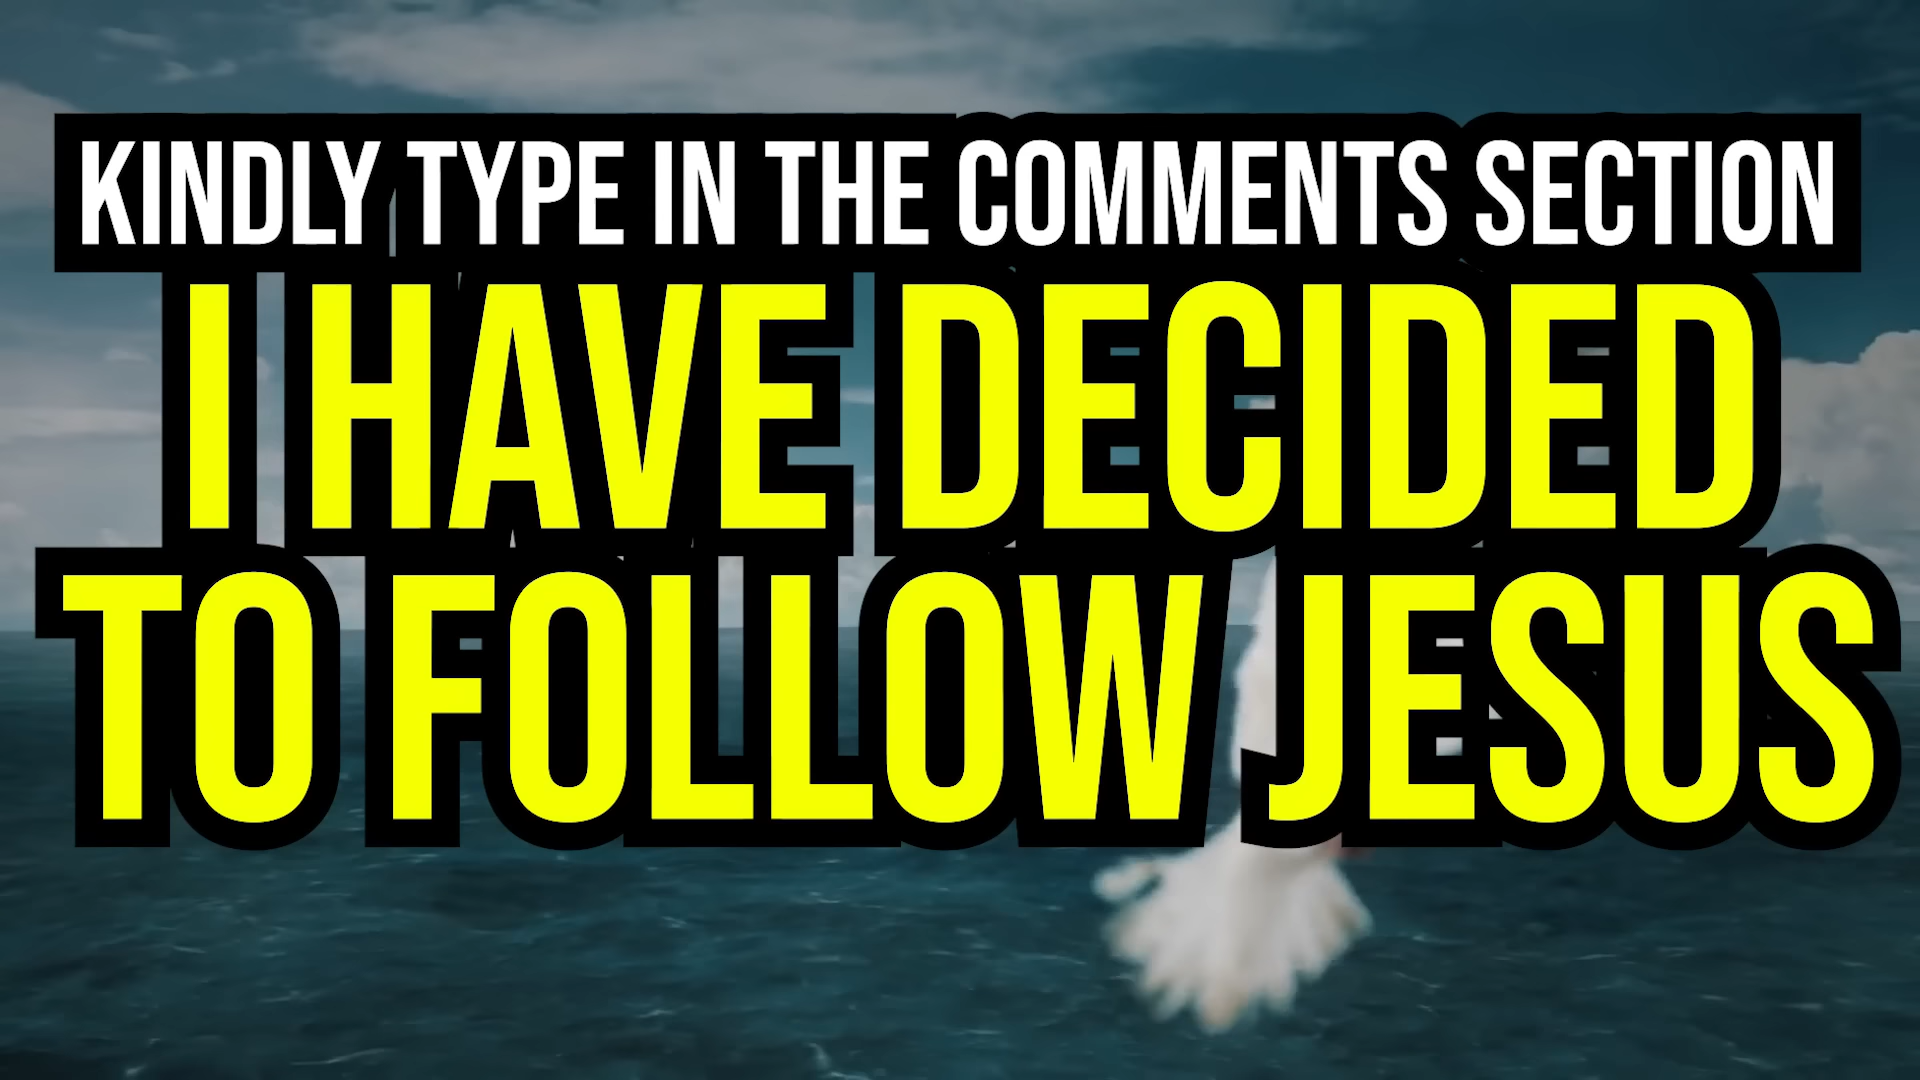 KINDLY TYPE IN THE COMMENTS SECTION
I HAVE DECIDED
TO FOLLOW JESUS